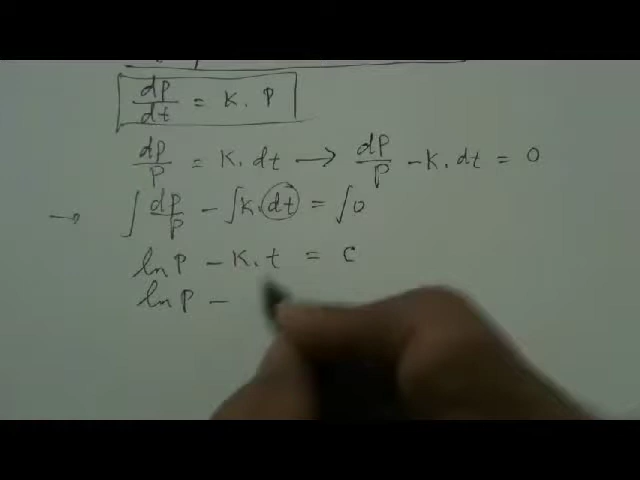 dP/dt = K . P
dP/P = K . dt → dP/P - K . dt = 0
→ ∫ dP/P - ∫ K . dt = ∫ 0
ln P - K . t = c
ln P -